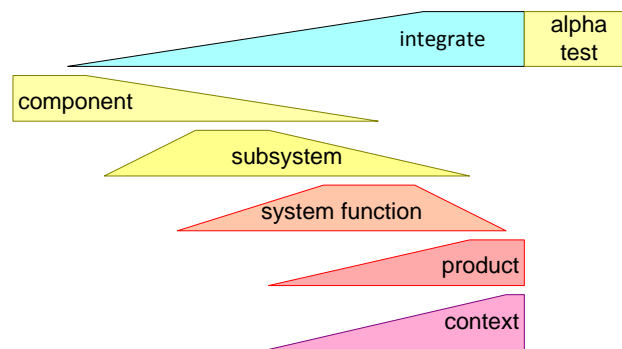 integrate
alpha
test
component
subsystem
system function
product
context